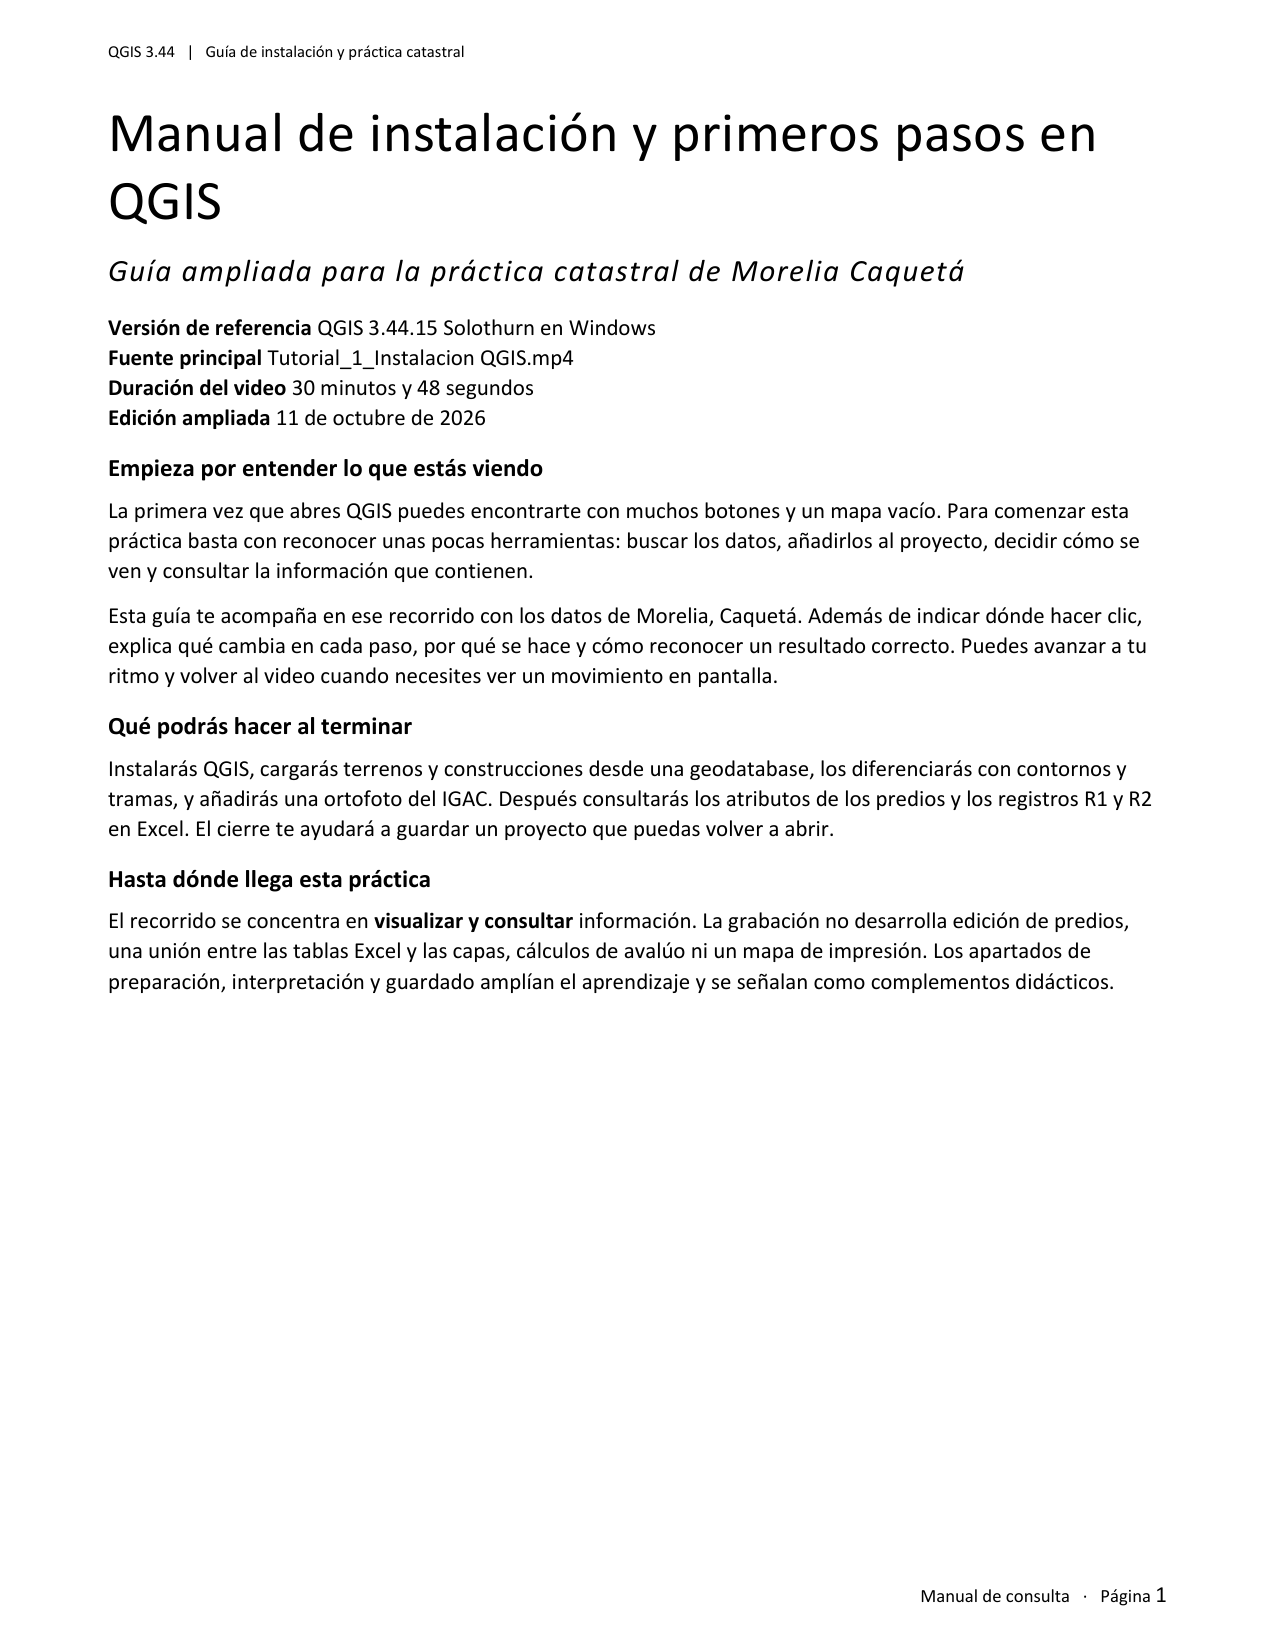 QGIS 3.44 | Guía de instalación y práctica catastral
Manual de instalación y primeros pasos en
QGIS
Guía ampliada para la práctica catastral de Morelia Caquetá
Versión de referencia QGIS 3.44.15 Solothurn en Windows
Fuente principal Tutorial_1_Instalacion QGIS.mp4
Duración del video 30 minutos y 48 segundos
Edición ampliada 11 de octubre de 2026
Empieza por entender lo que estás viendo
La primera vez que abres QGIS puedes encontrarte con muchos botones y un mapa vacío. Para comenzar esta
práctica basta con reconocer unas pocas herramientas: buscar los datos, añadirlos al proyecto, decidir cómo se
ven y consultar la información que contienen.
Esta guía te acompaña en ese recorrido con los datos de Morelia, Caquetá. Además de indicar dónde hacer clic,
explica qué cambia en cada paso, por qué se hace y cómo reconocer un resultado correcto. Puedes avanzar a tu
ritmo y volver al video cuando necesites ver un movimiento en pantalla.
Qué podrás hacer al terminar
Instalarás QGIS, cargarás terrenos y construcciones desde una geodatabase, los diferenciarás con contornos y
tramas, y añadirás una ortofoto del IGAC. Después consultarás los atributos de los predios y los registros R1 y R2
en Excel. El cierre te ayudará a guardar un proyecto que puedas volver a abrir.
Hasta dónde llega esta práctica
El recorrido se concentra en visualizar y consultar información. La grabación no desarrolla edición de predios,
una unión entre las tablas Excel y las capas, cálculos de avalúo ni un mapa de impresión. Los apartados de
preparación, interpretación y guardado amplían el aprendizaje y se señalan como complementos didácticos.
Manual de consulta · Página 1